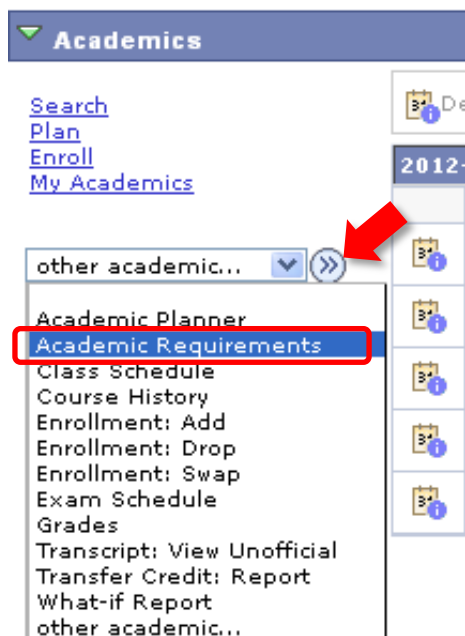 Academics
Search
Plan
Enroll
My Academics
2012-
other academic...
Academic Planner
Academic Requirements
Class Schedule
Course History
Enrollment: Add
Enrollment: Drop
Enrollment: Swap
Exam Schedule
Grades
Transcript: View Unofficial
Transfer Credit: Report
What-if Report
other academic...